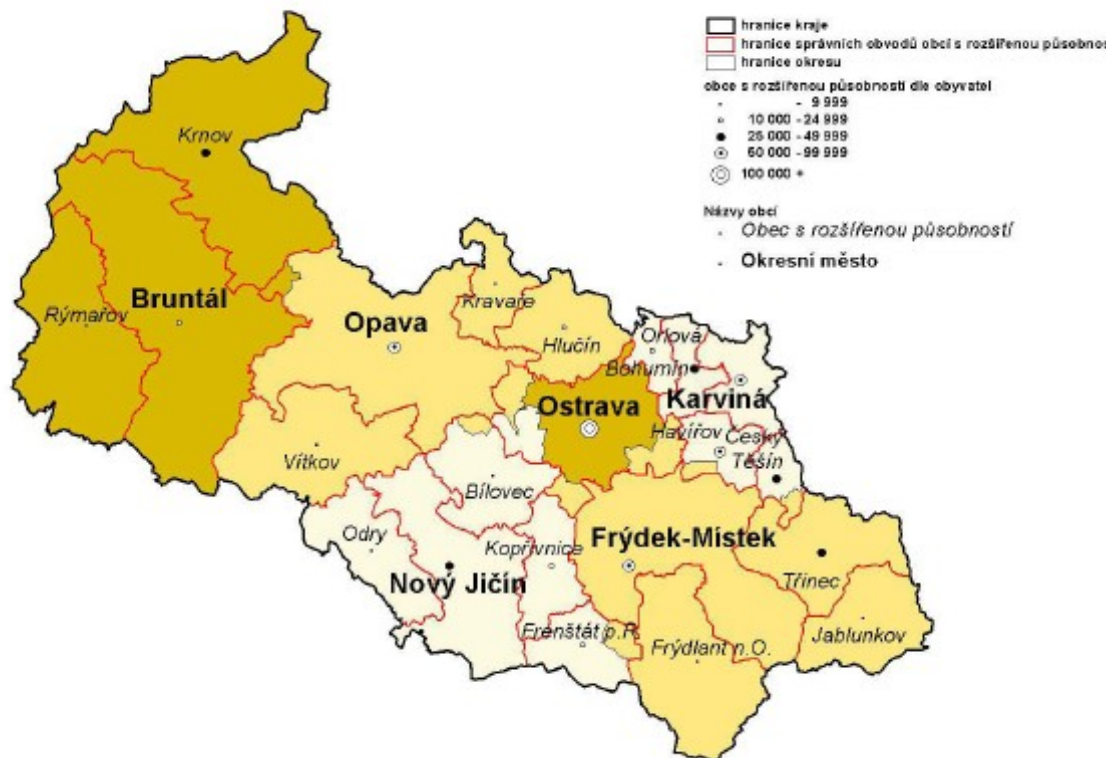 hranice kraje
hranice správních obvodů obcí s rozšířenou působnos
hranice okresu
obce s rozšířenou působností dle obyvatel
- 9 999
10 000 - 24 999
25 000 - 49 999
50 000 - 99 999
100 000 +
Názvy obcí
Obec s rozšířenou působností
Okresní město
Krnov
Bruntál
Rýmařov
Opava
Kravaře
Hlučín
Orlová
Bohumín
Karviná
Ostrava
Havířov
Český
Těšín
Vítkov
Bílovec
Odry
Kopřivnice
Frýdek-Místek
Nový Jičín
Třinec
Frenštát p.R.
Frýdlant n.O.
Jablunkov